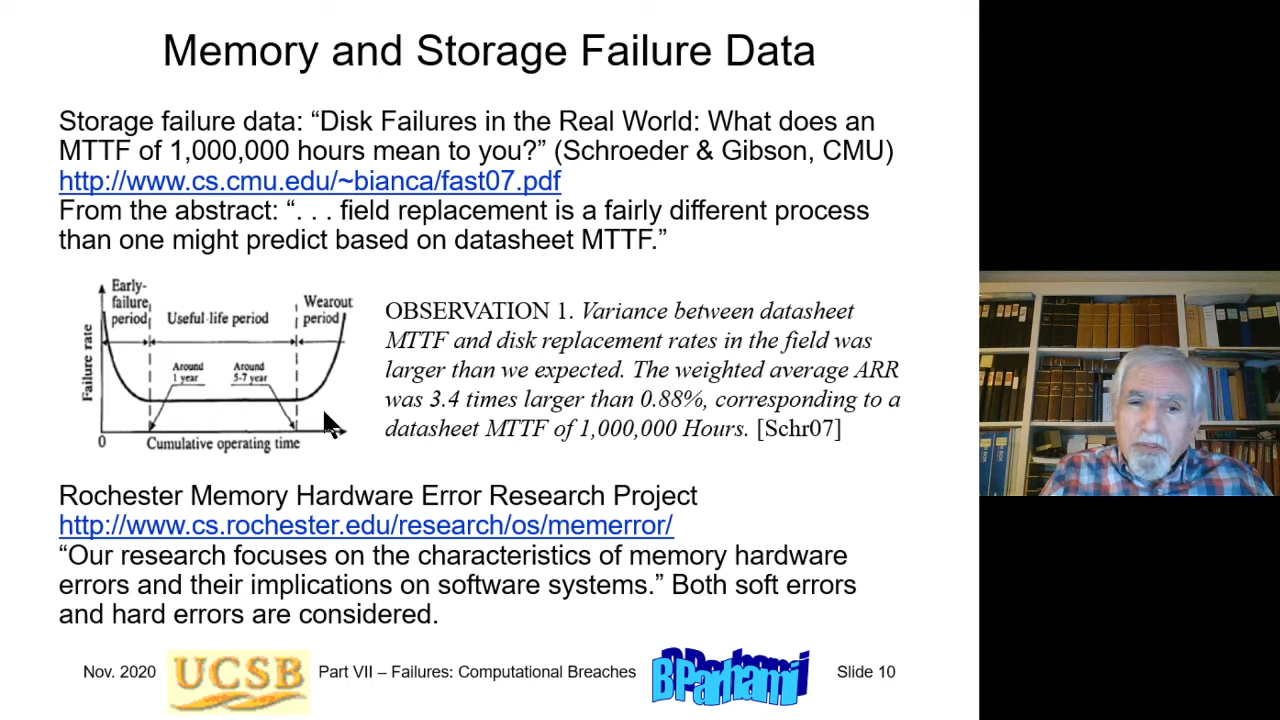 Memory and Storage Failure Data
Storage failure data: “Disk Failures in the Real World: What does an
MTTF of 1,000,000 hours mean to you?” (Schroeder & Gibson, CMU)
http://www.cs.cmu.edu/~bianca/fast07.pdf
From the abstract: “. . . field replacement is a fairly different process
than one might predict based on datasheet MTTF.”
Early-
failure
period
Useful-life period
Wearout
period
Failure rate
Around
1 year
Around
5-7 year
0
Cumulative operating time
OBSERVATION 1. Variance between datasheet
MTTF and disk replacement rates in the field was
larger than we expected. The weighted average ARR
was 3.4 times larger than 0.88%, corresponding to a
datasheet MTTF of 1,000,000 Hours. [Schr07]
Rochester Memory Hardware Error Research Project
http://www.cs.rochester.edu/research/os/memerror/
“Our research focuses on the characteristics of memory hardware
errors and their implications on software systems.” Both soft errors
and hard errors are considered.
Nov. 2020
UCSB
Part VII – Failures: Computational Breaches
B Parhami
Slide 10